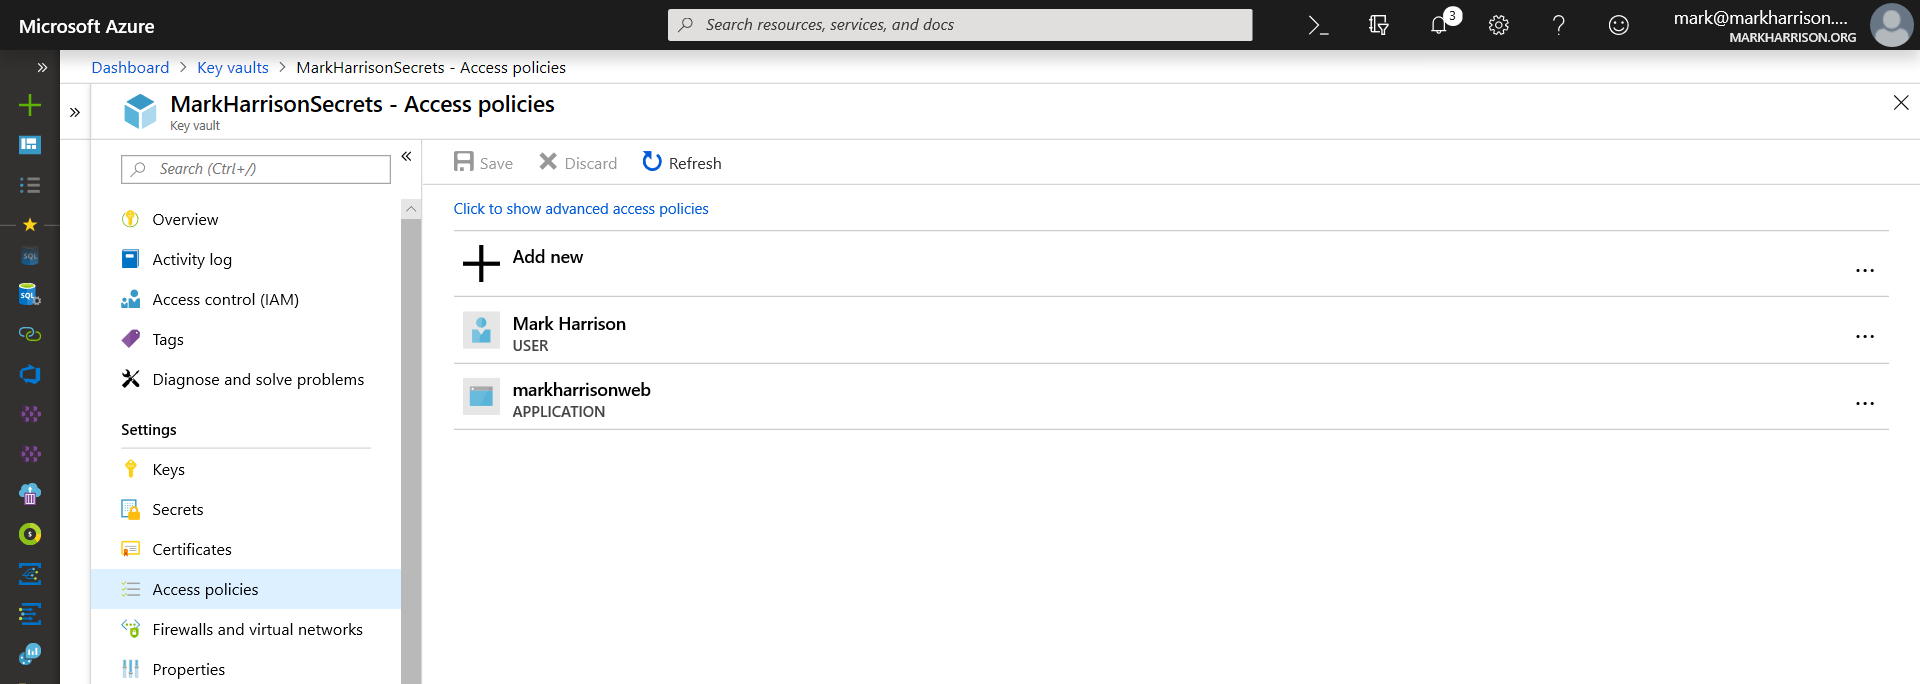 Microsoft Azure
Search resources, services, and docs
3
mark@markharrison....
MARKHARRISON.ORG
Dashboard > Key vaults > MarkHarrisonSecrets - Access policies
MarkHarrisonSecrets - Access policies
Key vault
Search (Ctrl+/)
Overview
Activity log
Access control (IAM)
Tags
Diagnose and solve problems
Settings
Keys
Secrets
Certificates
Access policies
Firewalls and virtual networks
Properties
Save Discard Refresh
Click to show advanced access policies
Add new
Mark Harrison
USER
markharrisonweb
APPLICATION
SQL
SQL